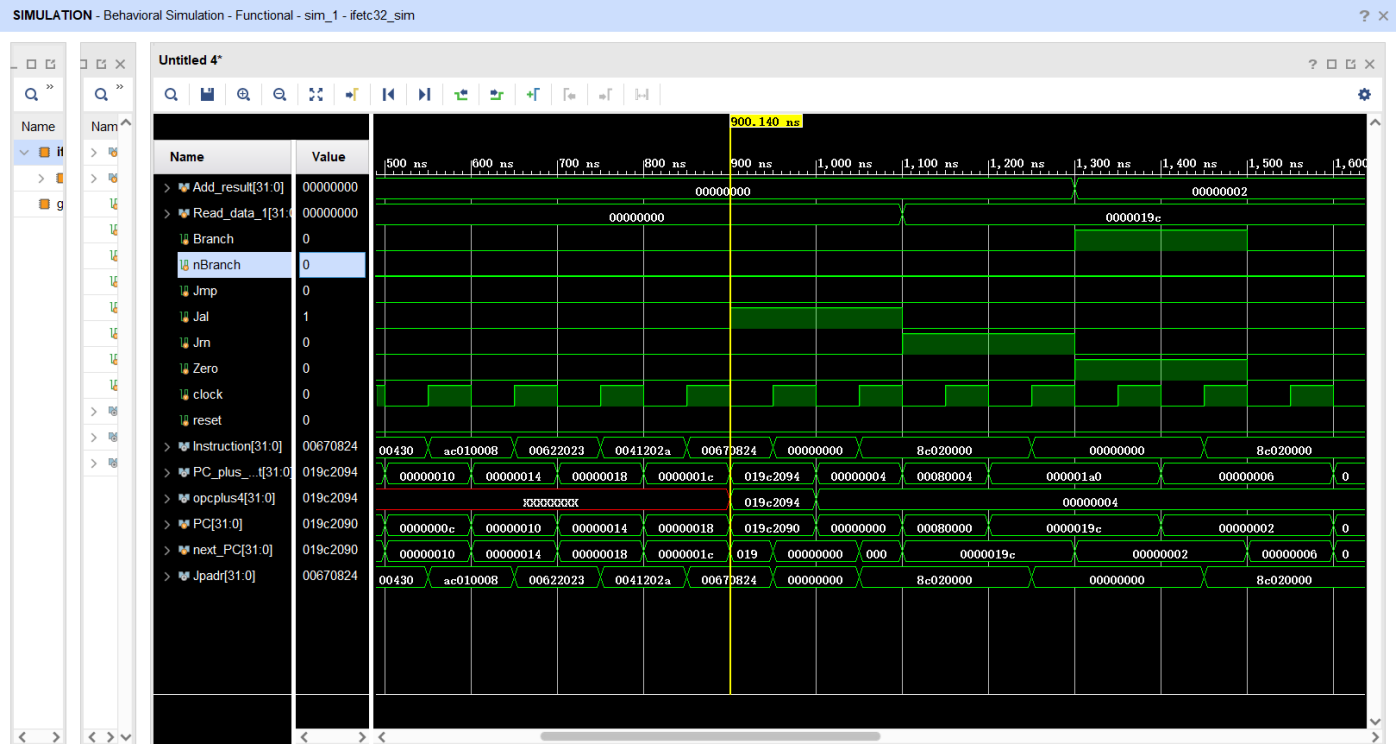 SIMULATION - Behavioral Simulation - Functional - sim_1 - ifetc32_sim
? ×
Untitled 4*
Name
Nam
Name Value
900.140 ns
500 ns 600 ns 700 ns 800 ns 900 ns 1,000 ns 1,100 ns 1,200 ns 1,300 ns 1,400 ns 1,500 ns 1,600
Add_result[31:0] 00000000 00000000 00000002
Read_data_1[31:0 00000000 00000000 0000019c
Branch 0
nBranch 0
Jmp 0
Jal 1
Jrn 0
Zero 0
clock 0
reset 0
Instruction[31:0] 00670824 00430 ac010008 00622023 0041202a 00670824 00000000 8c020000 00000000 8c020000
PC_plus_...t[31:0] 019c2094 00000010 00000014 00000018 0000001c 019c2094 00000004 00080004 000001a0 00000006 0
opcplus4[31:0] 019c2094 XXXXXXXX 019c2094 00000004
PC[31:0] 019c2090 0000000c 00000010 00000014 00000018 019c2090 00000000 00080000 0000019c 00000002 0
next_PC[31:0] 019c2090 00000010 00000014 00000018 0000001c 019 00000000 000 0000019c 00000002 00000006 0
Jpadr[31:0] 00670824 00430 ac010008 00622023 0041202a 00670824 00000000 8c020000 00000000 8c020000